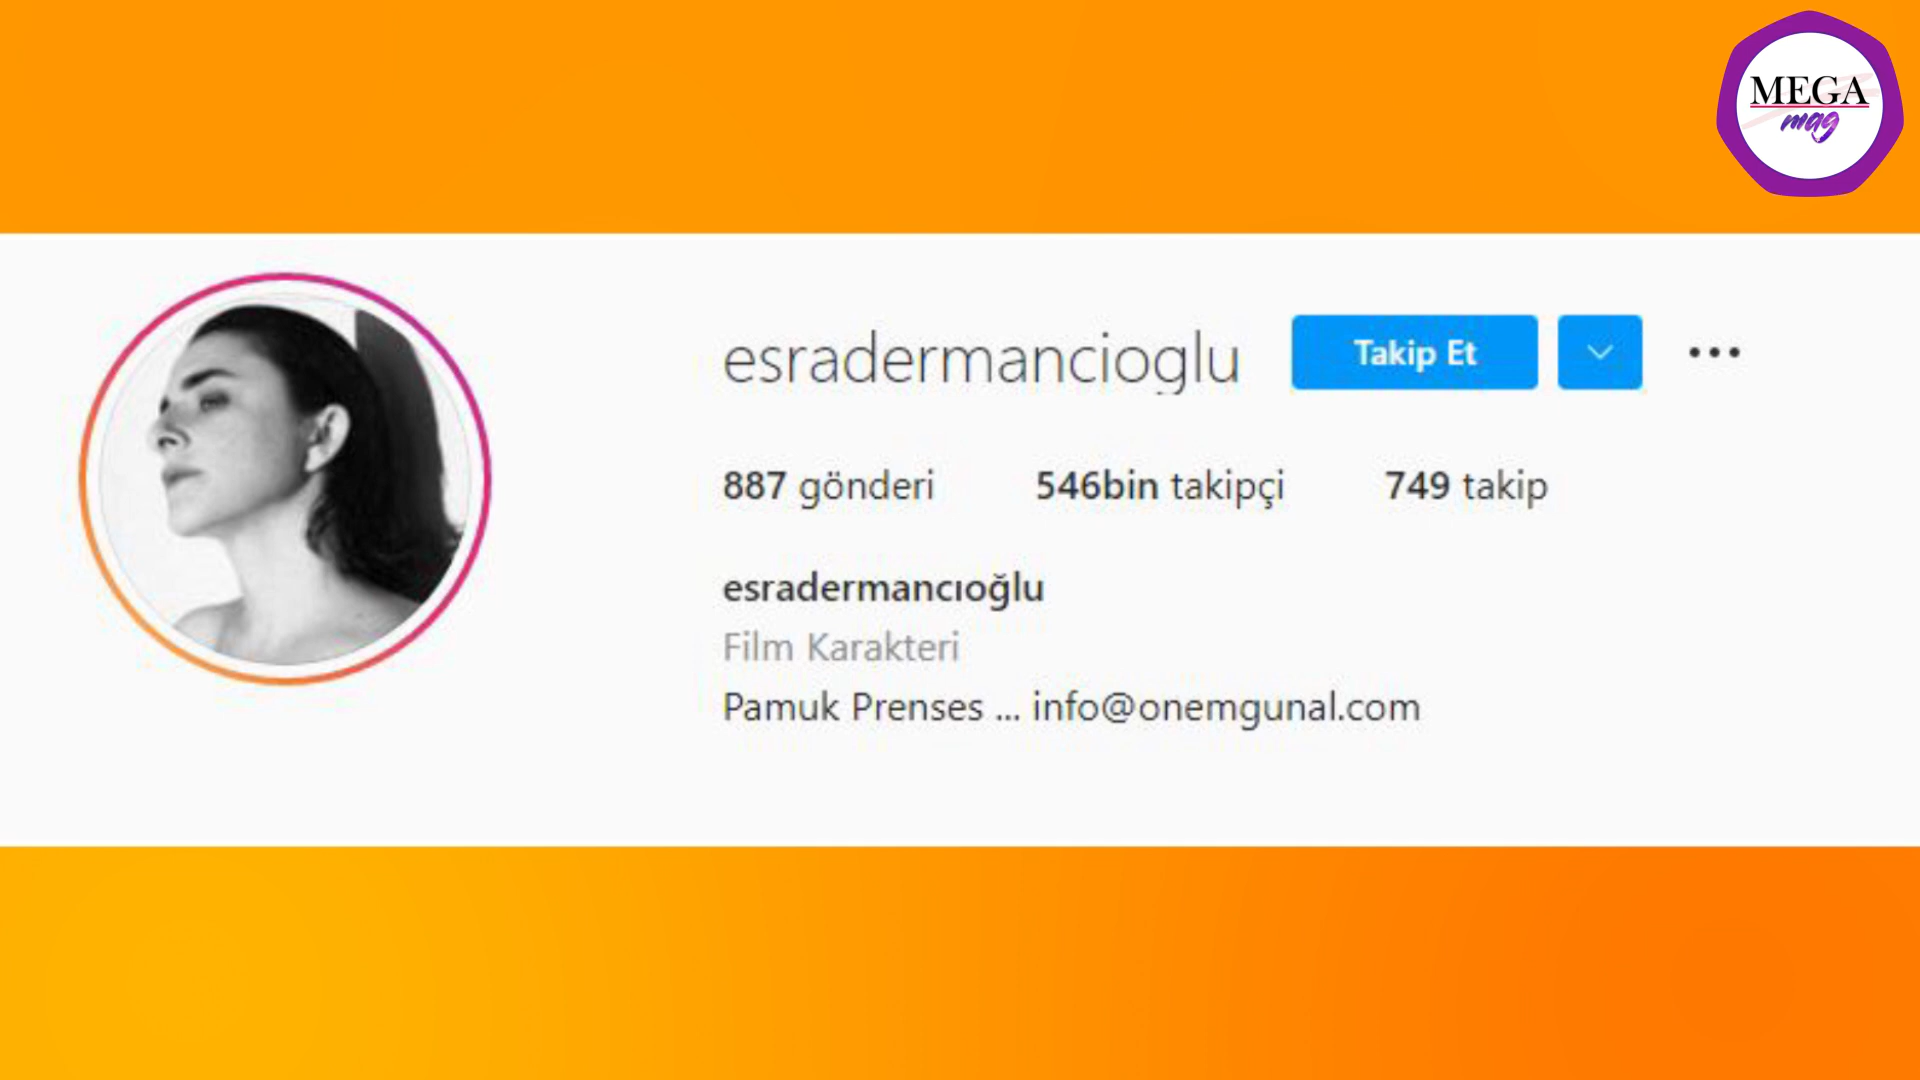 MEGA
mag
esradermancioglu Takip Et
887 gönderi 546bin takipçi 749 takip
esradermancıoğlu
Film Karakteri
Pamuk Prenses ... info@onemgunal.com